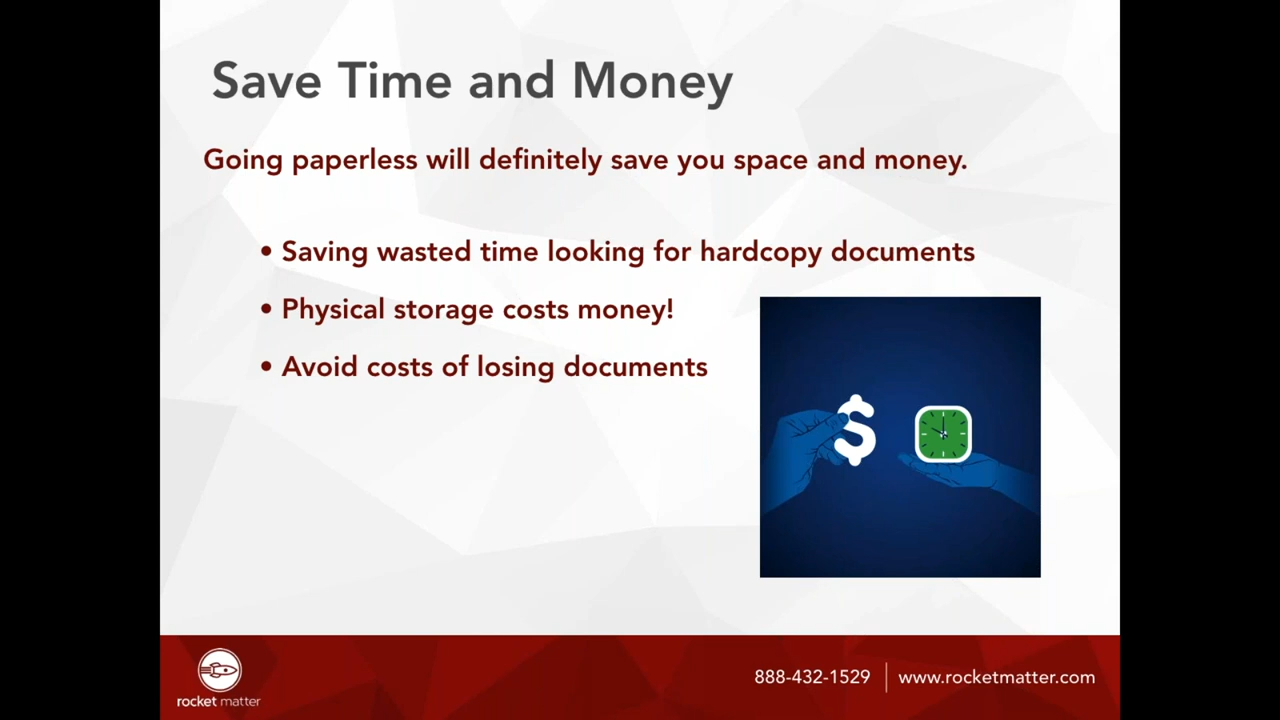 Save Time and Money
Going paperless will definitely save you space and money.
• Saving wasted time looking for hardcopy documents
• Physical storage costs money!
• Avoid costs of losing documents
$
rocket matter
888-432-1529 | www.rocketmatter.com